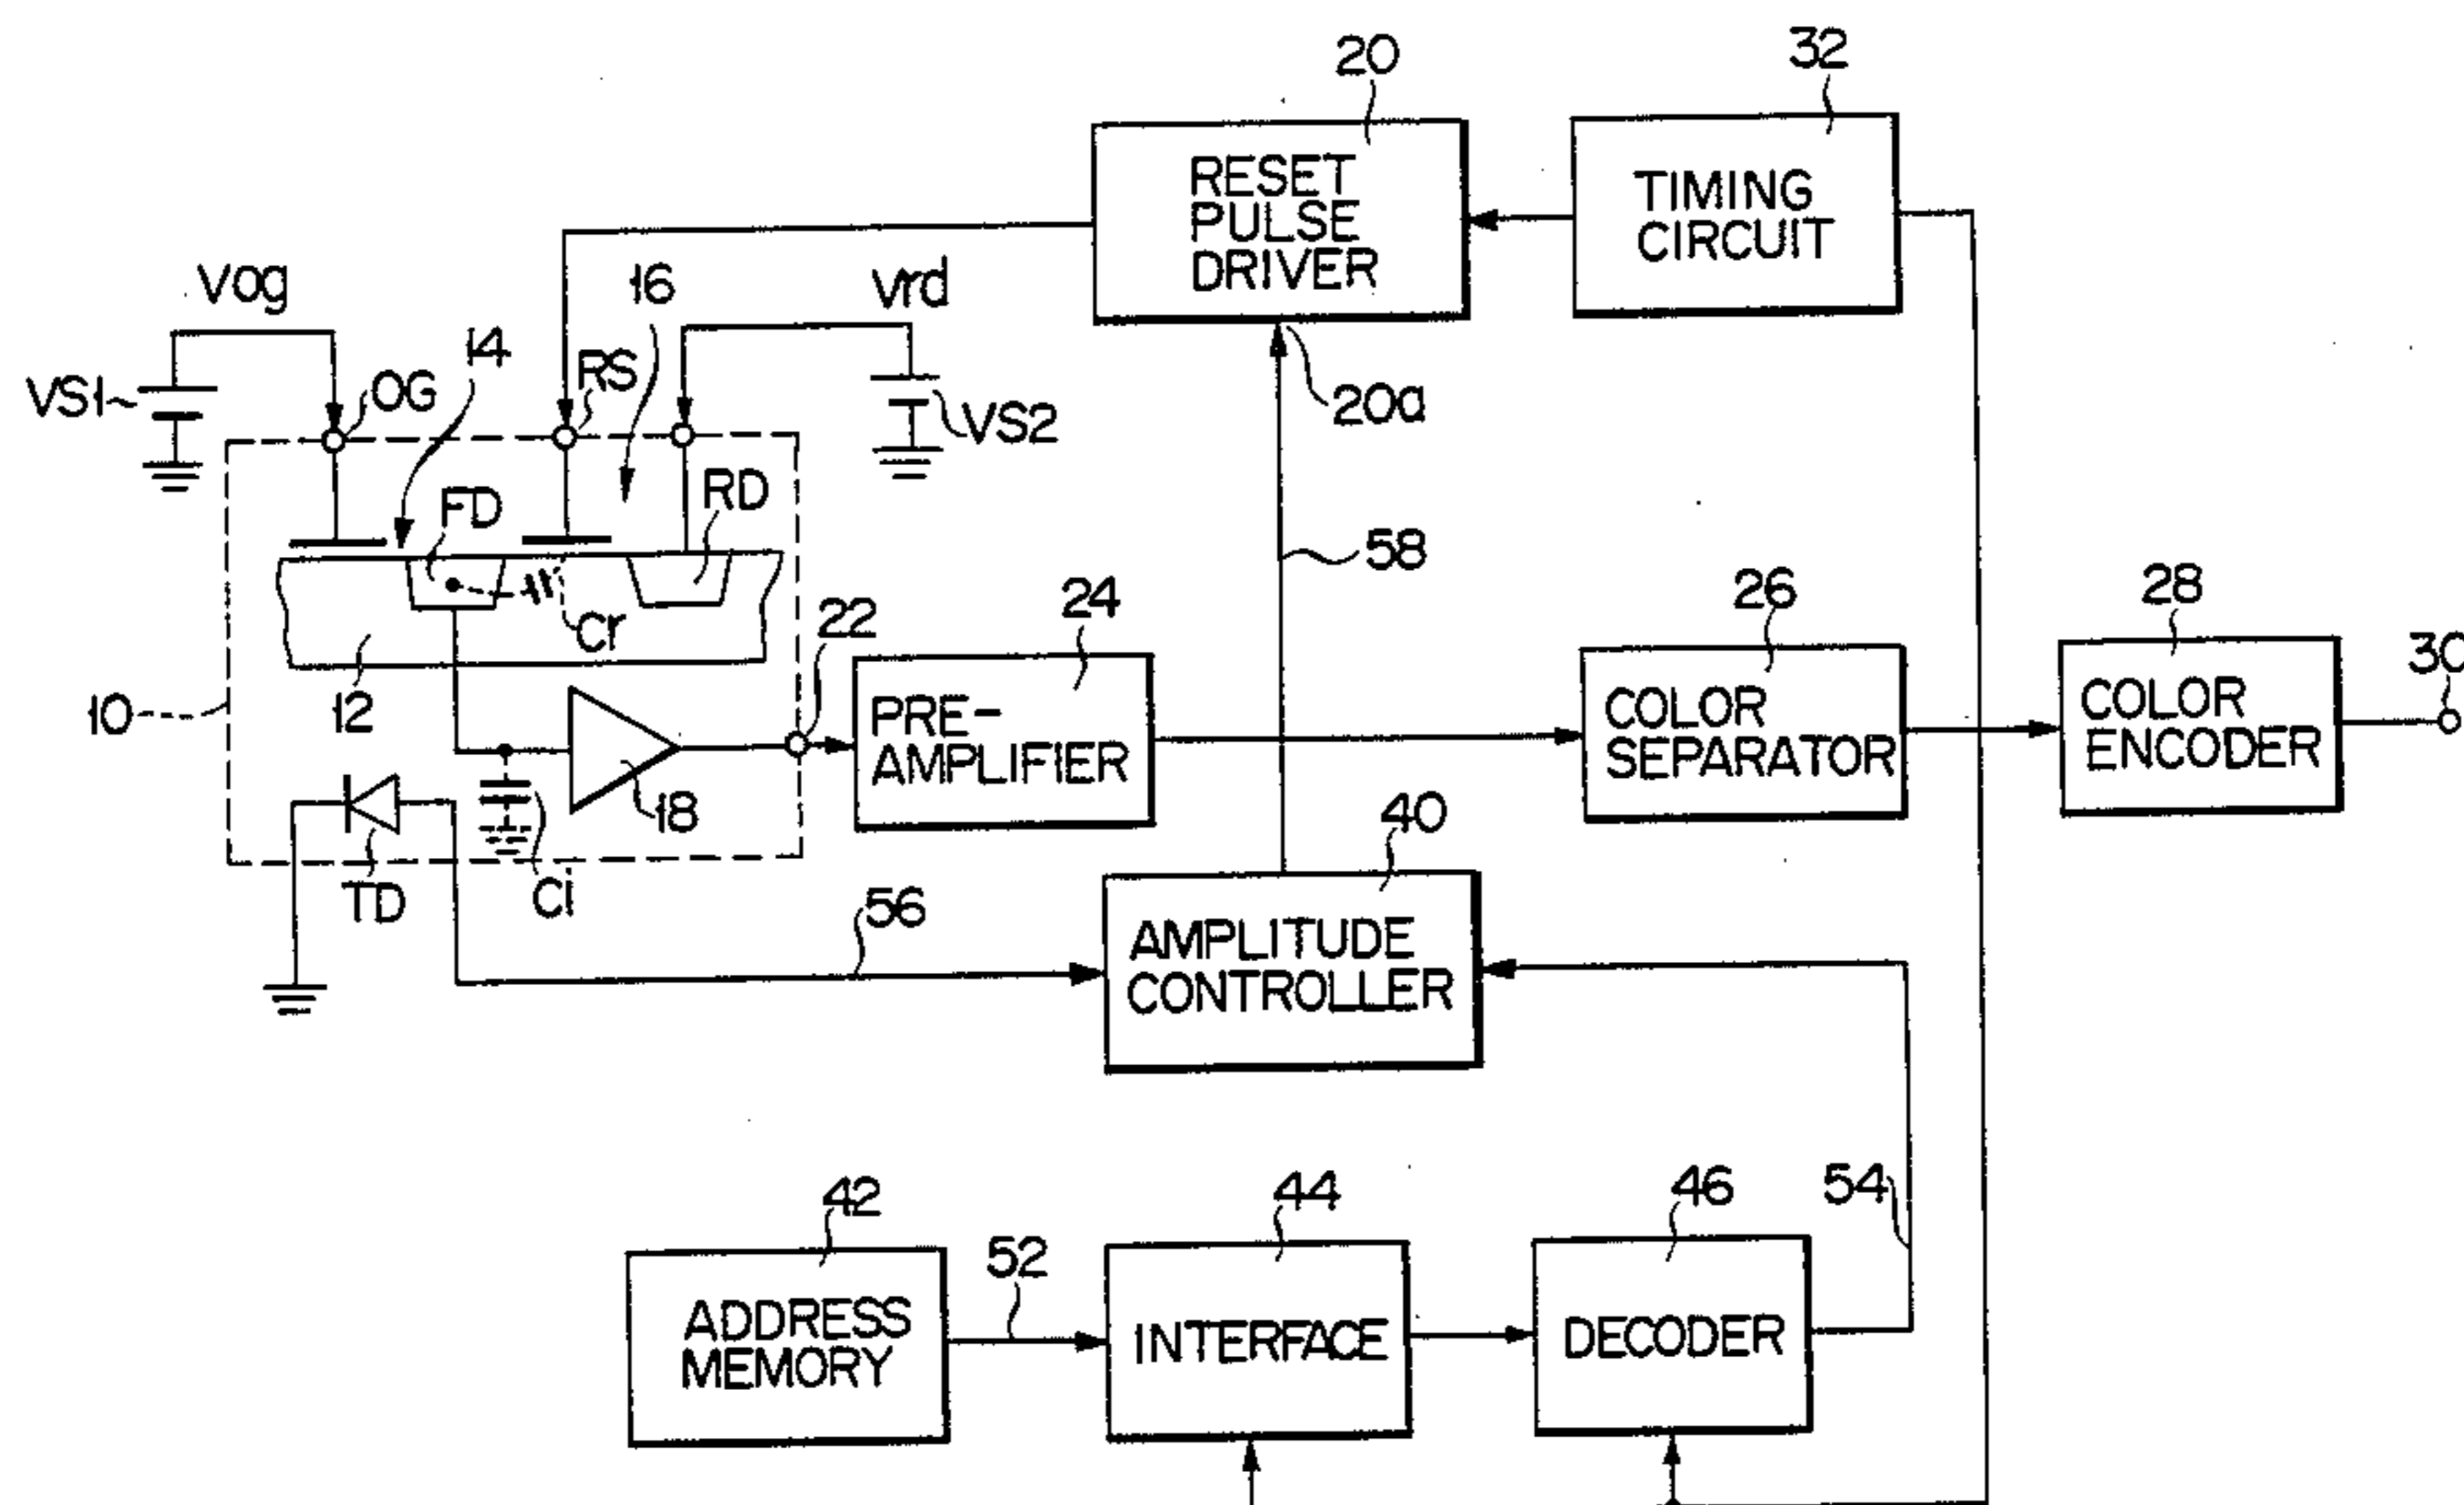 20
32
RESET
PULSE
DRIVER
TIMING
CIRCUIT
Vog
16
Vrd
14
RS
VS1
OG
VS2
20a
FD
RD
58
Cr
22
24
26
28
30
10
12
PRE-
AMPLIFIER
COLOR
SEPARATOR
COLOR
ENCODER
18
40
TD
Ci
56
AMPLITUDE
CONTROLLER
42
52
44
46
54
ADDRESS
MEMORY
INTERFACE
DECODER